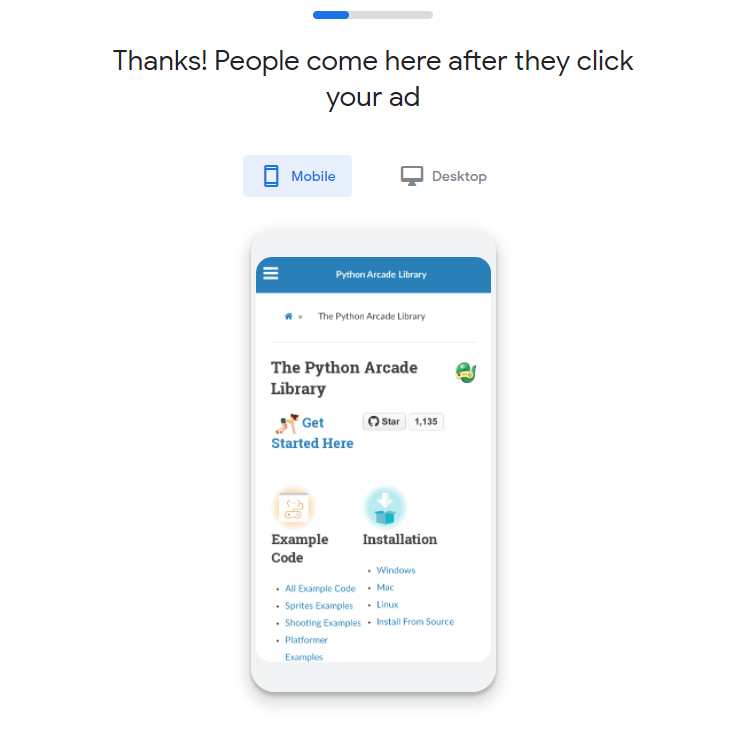 Thanks! People come here after they click
your ad
Mobile
Desktop
Python Arcade Library
» The Python Arcade Library
The Python Arcade
Library
Get
Started Here
Star 1,135
Example
Code
All Example Code
Sprites Examples
Shooting Examples
Platformer
Examples
Installation
Windows
Mac
Linux
Install From Source